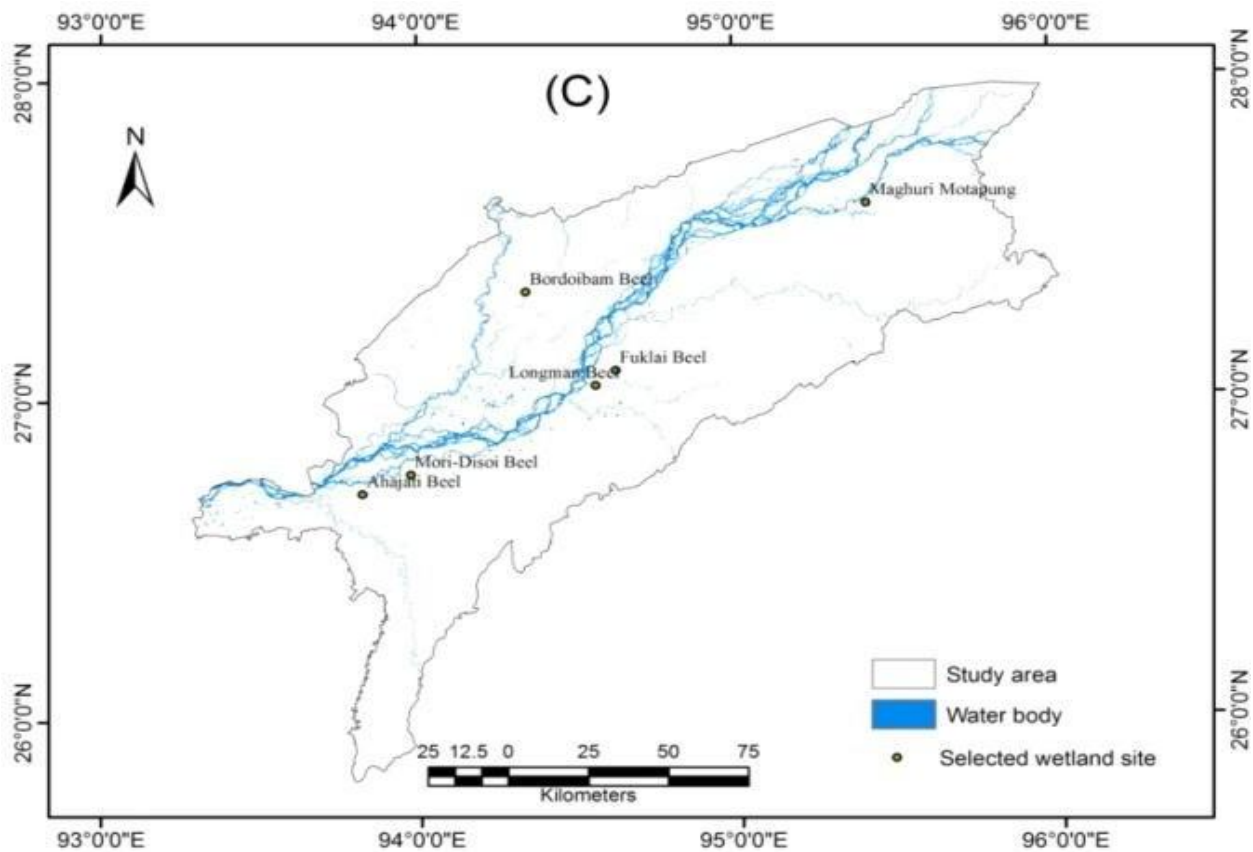 93°0'0"E 94°0'0"E 95°0'0"E 96°0'0"E
28°0'0"N
28°0'0"N
(C)
N
Maghuri Motapung
Bordoibam Beel
Fuklai Beel
Longman Beel
27°0'0"N
27°0'0"N
Mori-Disoi Beel
Ahajali Beel
Study area
Water body
Selected wetland site
26°0'0"N
26°0'0"N
25 12.5 0 25 50 75
Kilometers
93°0'0"E 94°0'0"E 95°0'0"E 96°0'0"E